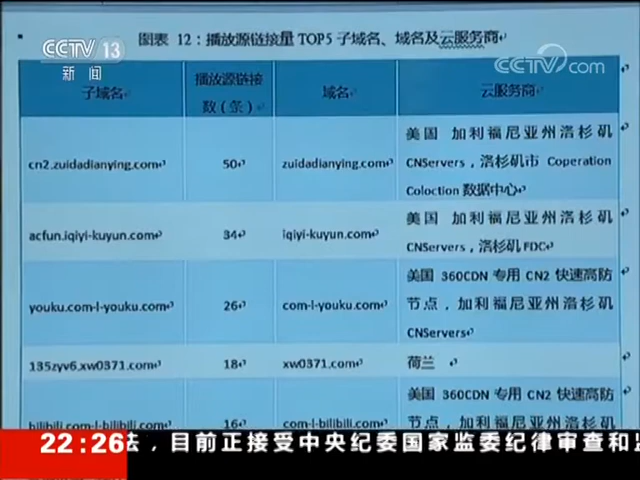 CCTV 13
新闻
图表 12：播放源链接量 TOP5 子域名、域名及云服务商
CCTV.com
子域名
播放源链接
数（条）
域名
云服务商
cn2.zuidadianying.com
50
zuidadianying.com
美国 加利福尼亚州洛杉矶
CNServers，洛杉矶市 Coperation
Coloction 数据中心
acfun.iqiyi-kuyun.com
34
iqiyi-kuyun.com
美国 加利福尼亚州洛杉矶
CNServers，洛杉矶 FDC
youku.com-l-youku.com
26
com-l-youku.com
美国 360CDN 专用 CN2 快速高防
节点，加利福尼亚州洛杉矶
CNServers
135zyv6.xw0371.com
18
xw0371.com
荷兰
bilibili.com-l-bilibili.com
16
com-l-bilibili.com
美国 360CDN 专用 CN2 快速高防
节点，加利福尼亚州洛杉矶
22:26
法，目前正接受中央纪委国家监委纪律审查和监